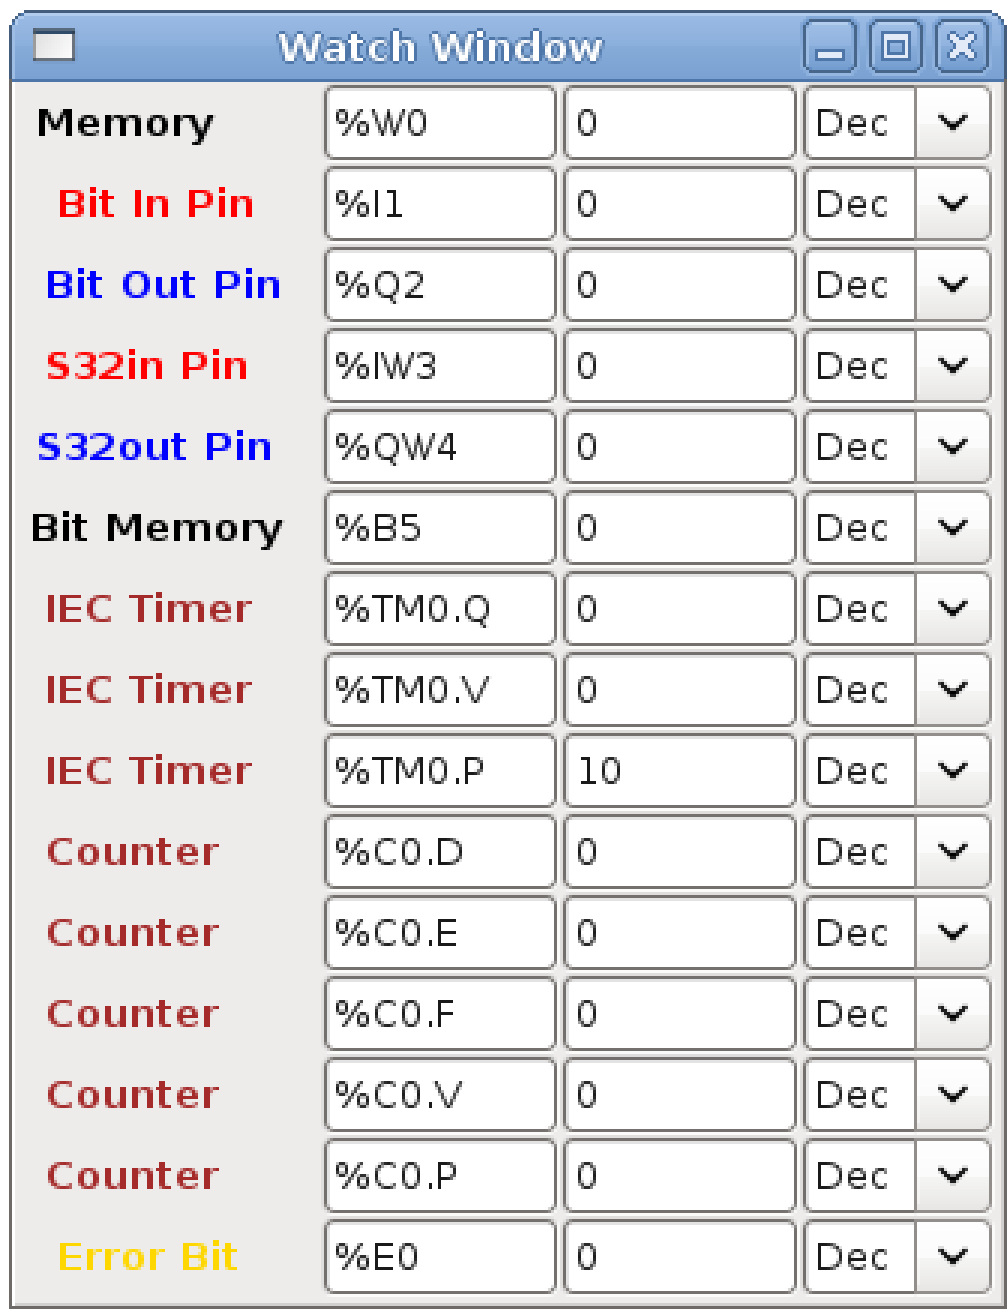 Watch Window
Memory %W0 0 Dec
Bit In Pin %I1 0 Dec
Bit Out Pin %Q2 0 Dec
S32in Pin %IW3 0 Dec
S32out Pin %QW4 0 Dec
Bit Memory %B5 0 Dec
IEC Timer %TM0.Q 0 Dec
IEC Timer %TM0.V 0 Dec
IEC Timer %TM0.P 10 Dec
Counter %C0.D 0 Dec
Counter %C0.E 0 Dec
Counter %C0.F 0 Dec
Counter %C0.V 0 Dec
Counter %C0.P 0 Dec
Error Bit %E0 0 Dec